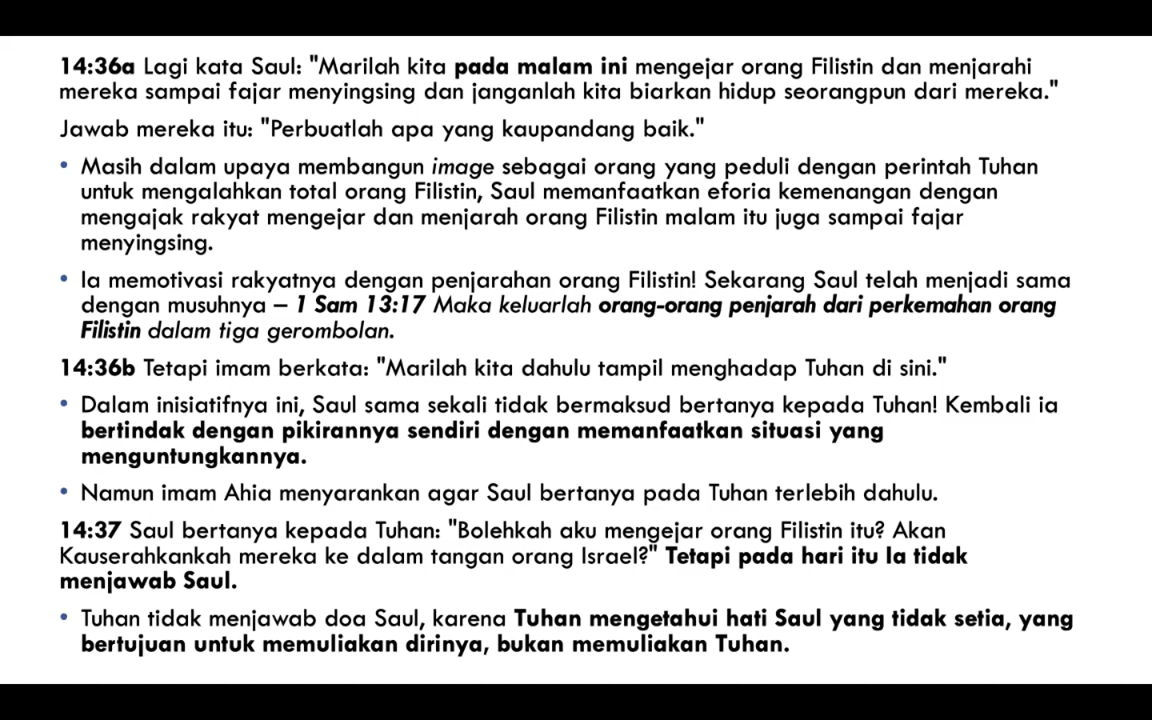 14:36a Lagi kata Saul: "Marilah kita pada malam ini mengejar orang Filistin dan menjarahi
mereka sampai fajar menyingsing dan janganlah kita biarkan hidup seorangpun dari mereka."
Jawab mereka itu: "Perbuatlah apa yang kaupandang baik."
• Masih dalam upaya membangun image sebagai orang yang peduli dengan perintah Tuhan
untuk mengalahkan total orang Filistin, Saul memanfaatkan eforia kemenangan dengan
mengajak rakyat mengejar dan menjarah orang Filistin malam itu juga sampai fajar
menyingsing.
• Ia memotivasi rakyatnya dengan penjarahan orang Filistin! Sekarang Saul telah menjadi sama
dengan musuhnya – 1 Sam 13:17 Maka keluarlah orang-orang penjarah dari perkemahan orang
Filistin dalam tiga gerombolan.
14:36b Tetapi imam berkata: "Marilah kita dahulu tampil menghadap Tuhan di sini."
• Dalam inisiatifnya ini, Saul sama sekali tidak bermaksud bertanya kepada Tuhan! Kembali ia
bertindak dengan pikirannya sendiri dengan memanfaatkan situasi yang
menguntungkannya.
• Namun imam Ahia menyarankan agar Saul bertanya pada Tuhan terlebih dahulu.
14:37 Saul bertanya kepada Tuhan: "Bolehkah aku mengejar orang Filistin itu? Akan
Kauserahkankah mereka ke dalam tangan orang Israel?" Tetapi pada hari itu Ia tidak
menjawab Saul.
• Tuhan tidak menjawab doa Saul, karena Tuhan mengetahui hati Saul yang tidak setia, yang
bertujuan untuk memuliakan dirinya, bukan memuliakan Tuhan.